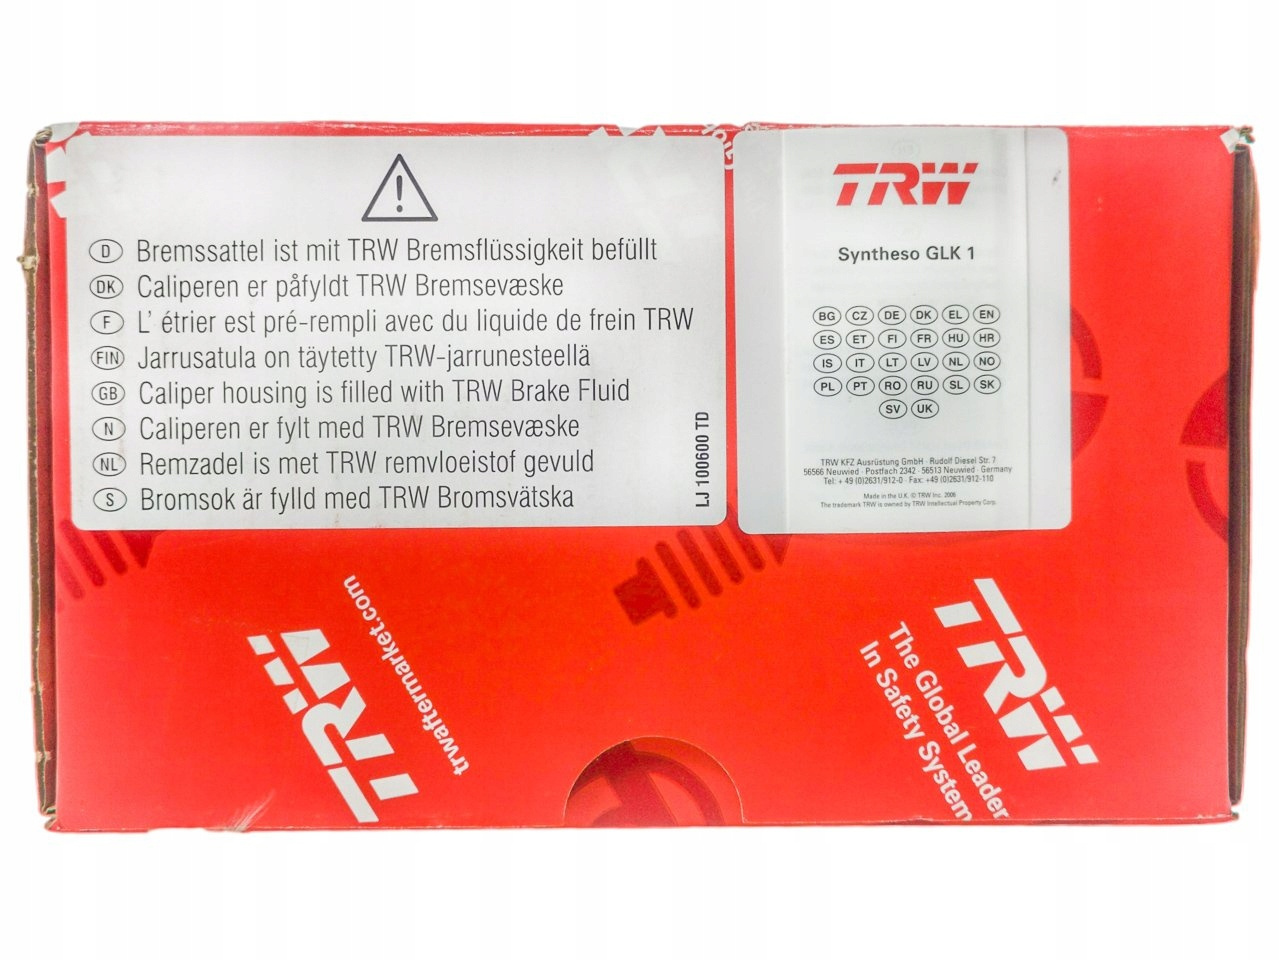 D Bremssattel ist mit TRW Bremsflüssigkeit befüllt
DK Caliperen er påfyldt TRW Bremsevæske
F L' étrier est pré-rempli avec du liquide de frein TRW
FIN Jarrusatula on täytetty TRW-jarrunesteellä
GB Caliper housing is filled with TRW Brake Fluid
N Caliperen er fylt med TRW Bremsevæske
NL Remzadel is met TRW remvloeistof gevuld
S Bromsok är fylld med TRW Bromsvätska
LJ 100600 TD
TRW
Syntheso GLK 1
BG CZ DE DK EL EN
ES ET FI FR HU HR
IS IT LT LV NL NO
PL PT RO RU SL SK
SV UK
TRW KFZ Ausrüstung GmbH · Rudolf Diesel Str. 7
56566 Neuwied · Postfach 2342 · 56513 Neuwied · Germany
Tel: + 49 (0)2631/912-0 · Fax: +49 (0)2631/912-110
Made in the U.K. © TRW Inc. 2006
The trademark TRW is owned by TRW Intellectual Property Corp.
TRW
trwaftermarket.com
TRW
The Global Leader
In Safety System